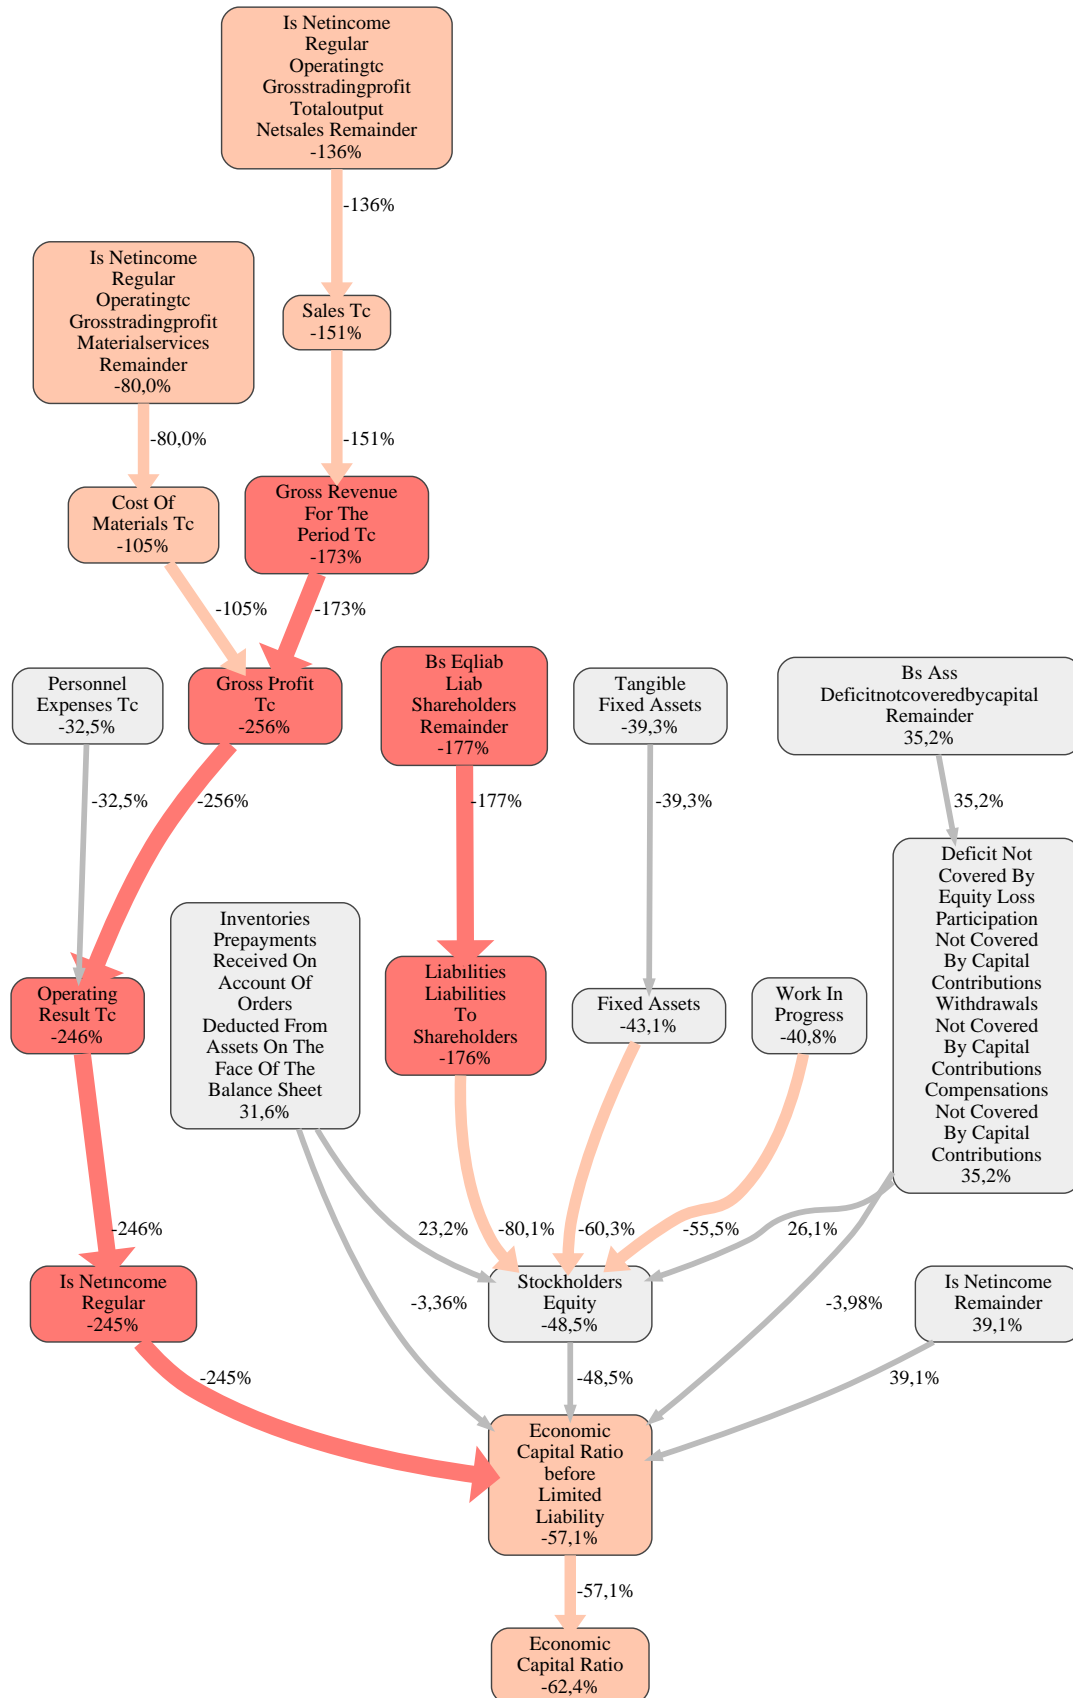 Is Netincome
Regular
Operatingtc
Grosstradingprofit
Totaloutput
Netsales Remainder
-136%
-136%
Is Netincome
Regular
Operatingtc
Grosstradingprofit
Materialservices
Remainder
-80,0%
Sales Tc
-151%
-80,0%
-151%
Cost Of
Materials Tc
-105%
Gross Revenue
For The
Period Tc
-173%
-105%
-173%
Personnel
Expenses Tc
-32,5%
Gross Profit
Tc
-256%
Bs Eqliab
Liab
Shareholders
Remainder
-177%
Tangible
Fixed Assets
-39,3%
Bs Ass
Deficitnotcoveredbycapital
Remainder
35,2%
-32,5%
-256%
-177%
-39,3%
35,2%
Inventories
Prepayments
Received On
Account Of
Orders
Deducted From
Assets On The
Face Of The
Balance Sheet
31,6%
Deficit Not
Covered By
Equity Loss
Participation
Not Covered
By Capital
Contributions
Withdrawals
Not Covered
By Capital
Contributions
Compensations
Not Covered
By Capital
Contributions
35,2%
Operating
Result Tc
-246%
Liabilities
Liabilities
To
Shareholders
-176%
Fixed Assets
-43,1%
Work In
Progress
-40,8%
-246%
23,2%
-80,1%
-60,3%
-55,5%
26,1%
Is Netincome
Regular
-245%
-3,36%
Stockholders
Equity
-48,5%
-3,98%
Is Netincome
Remainder
39,1%
-245%
-48,5%
39,1%
Economic
Capital Ratio
before
Limited
Liability
-57,1%
-57,1%
Economic
Capital Ratio
-62,4%